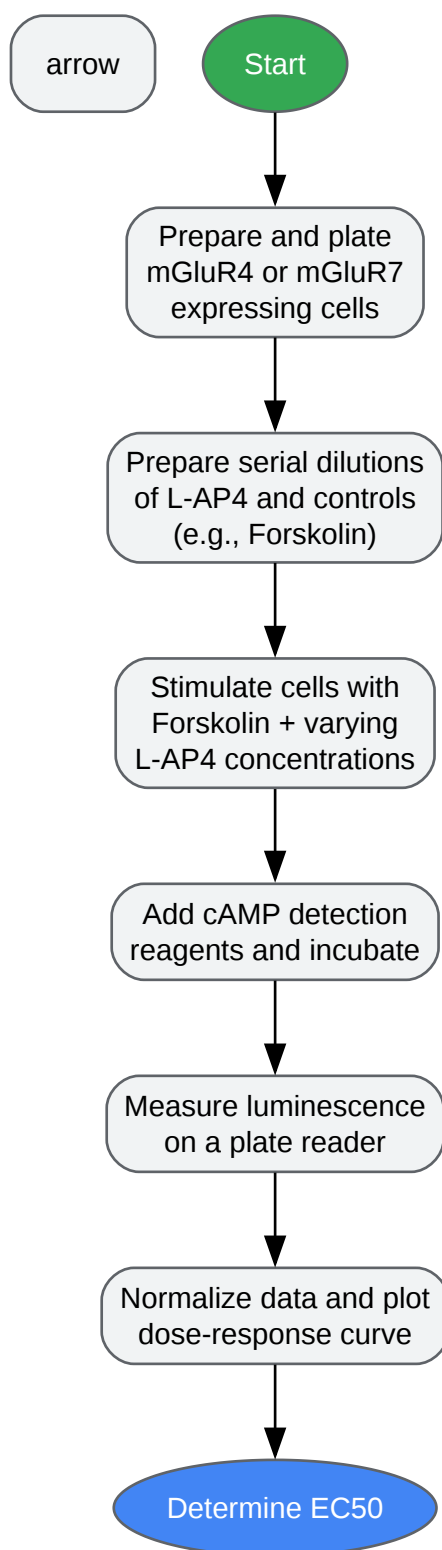 arrow
Start
Prepare and plate
mGluR4 or mGluR7
expressing cells
Prepare serial dilutions
of L-AP4 and controls
(e.g., Forskolin)
Stimulate cells with
Forskolin + varying
L-AP4 concentrations
Add cAMP detection
reagents and incubate
Measure luminescence
on a plate reader
Normalize data and plot
dose-response curve
Determine EC50